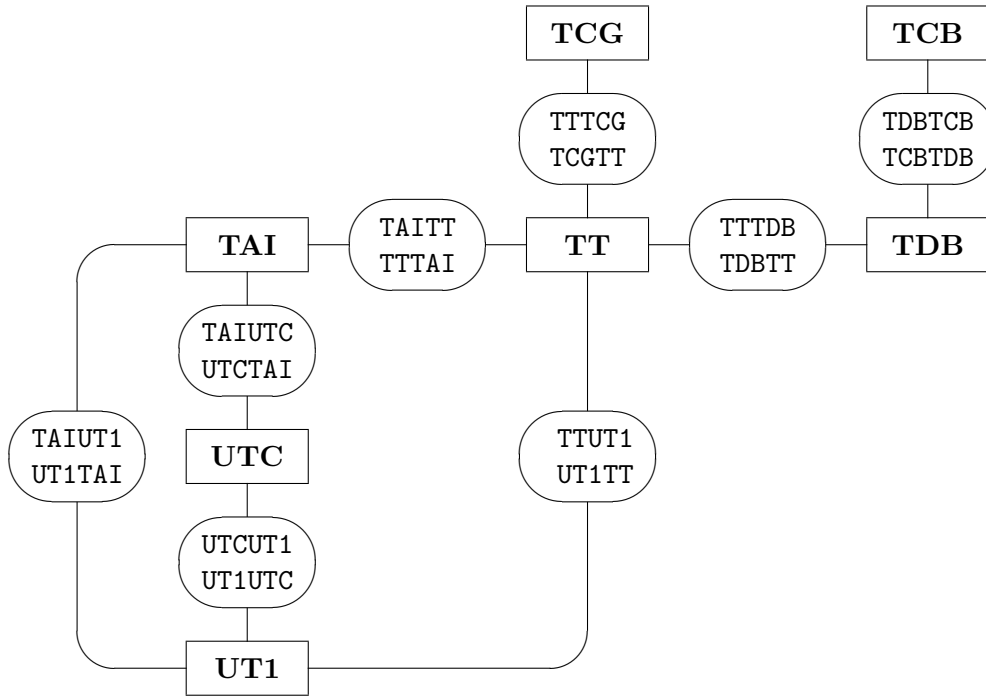 TCG
TCB
TTTCG
TCGTT
TDBTCB
TCBTDB
TAI
TAITT
TTTAI
TT
TTTDB
TDBTT
TDB
TAIUTC
UTCTAI
TAIUT1
UT1TAI
UTC
TTUT1
UT1TT
UTCUT1
UT1UTC
UT1